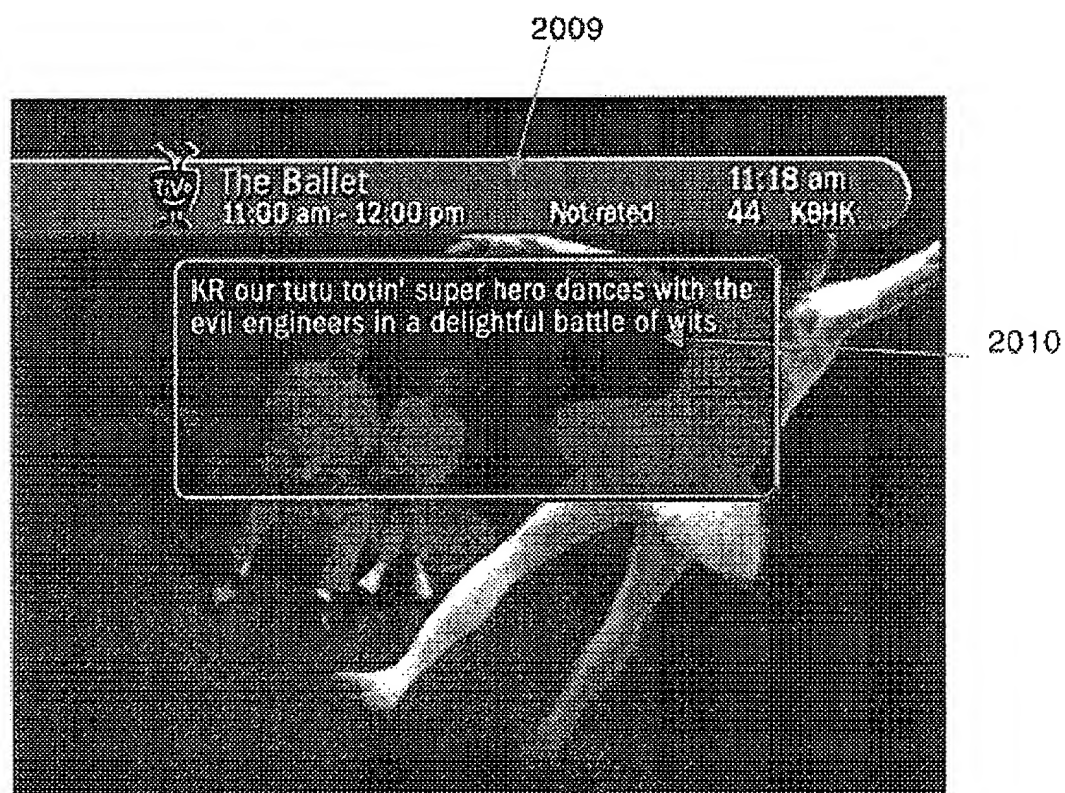 2009
TiVo
The Ballet 11:18 am
11:00 am - 12:00 pm Not rated 44 KBHK
KR our tutu totin' super hero dances with the
evil engineers in a delightful battle of wits
2010